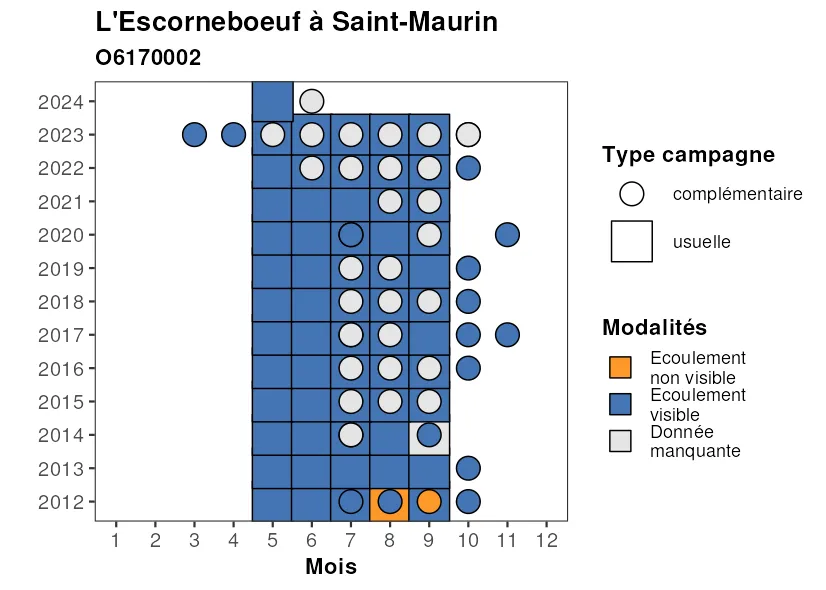 L'Escorneboeuf à Saint-Maurin
O6170002
2024
2023
2022
2021
2020
2019
2018
2017
2016
2015
2014
2013
2012
1 2 3 4 5 6 7 8 9 10 11 12
Mois
Type campagne
complémentaire
usuelle
Modalités
Ecoulement
non visible
Ecoulement
visible
Donnée
manquante